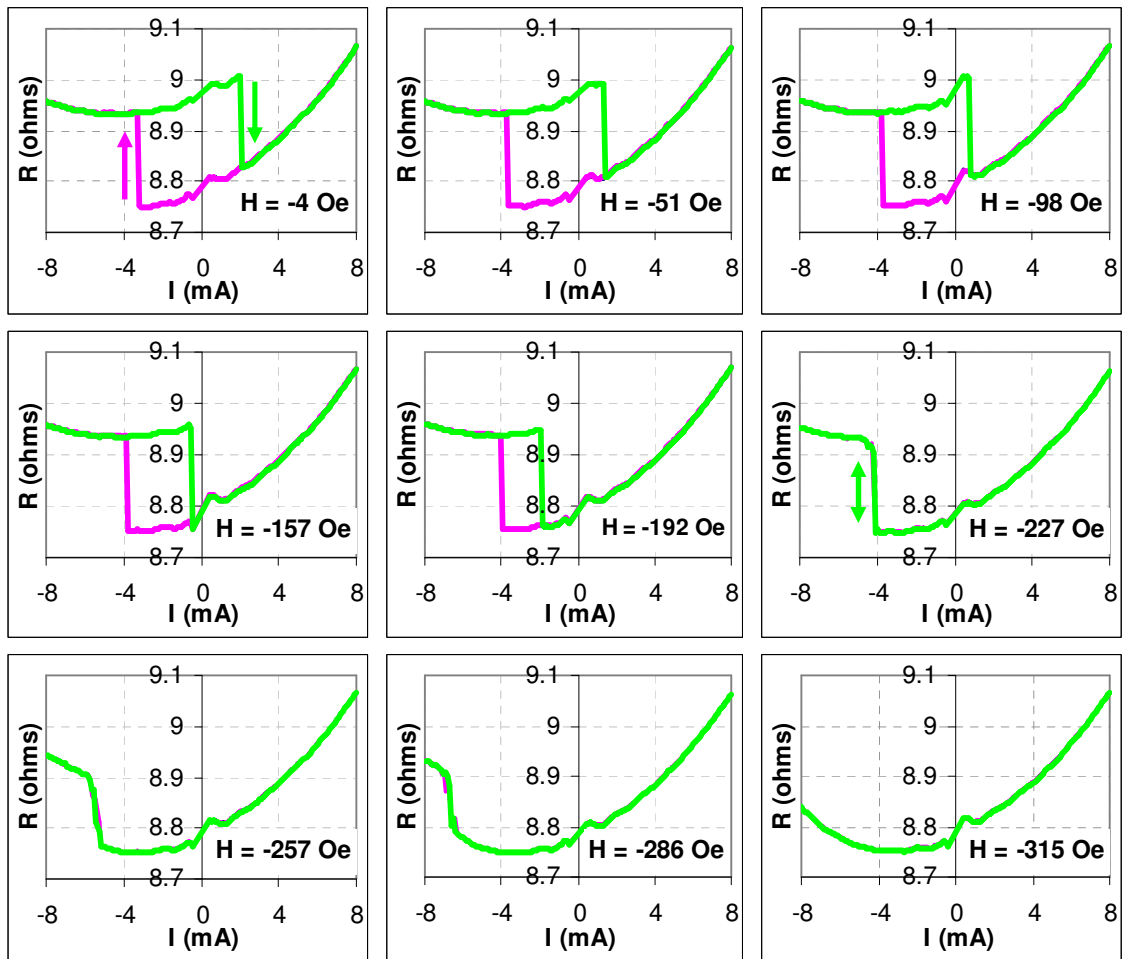 9.1
9
8.9
8.8
8.7
R (ohms)
H = -4 Oe
-8 -4 0 4 8
I (mA)
9.1
9
8.9
8.8
8.7
R (ohms)
H = -51 Oe
-8 -4 0 4 8
I (mA)
9.1
9
8.9
8.8
8.7
R (ohms)
H = -98 Oe
-8 -4 0 4 8
I (mA)
9.1
9
8.9
8.8
8.7
R (ohms)
H = -157 Oe
-8 -4 0 4 8
I (mA)
9.1
9
8.9
8.8
8.7
R (ohms)
H = -192 Oe
-8 -4 0 4 8
I (mA)
9.1
9
8.9
8.8
8.7
R (ohms)
H = -227 Oe
-8 -4 0 4 8
I (mA)
9.1
9
8.9
8.8
8.7
R (ohms)
H = -257 Oe
-8 -4 0 4 8
I (mA)
9.1
9
8.9
8.8
8.7
R (ohms)
H = -286 Oe
-8 -4 0 4 8
I (mA)
9.1
9
8.9
8.8
8.7
R (ohms)
H = -315 Oe
-8 -4 0 4 8
I (mA)